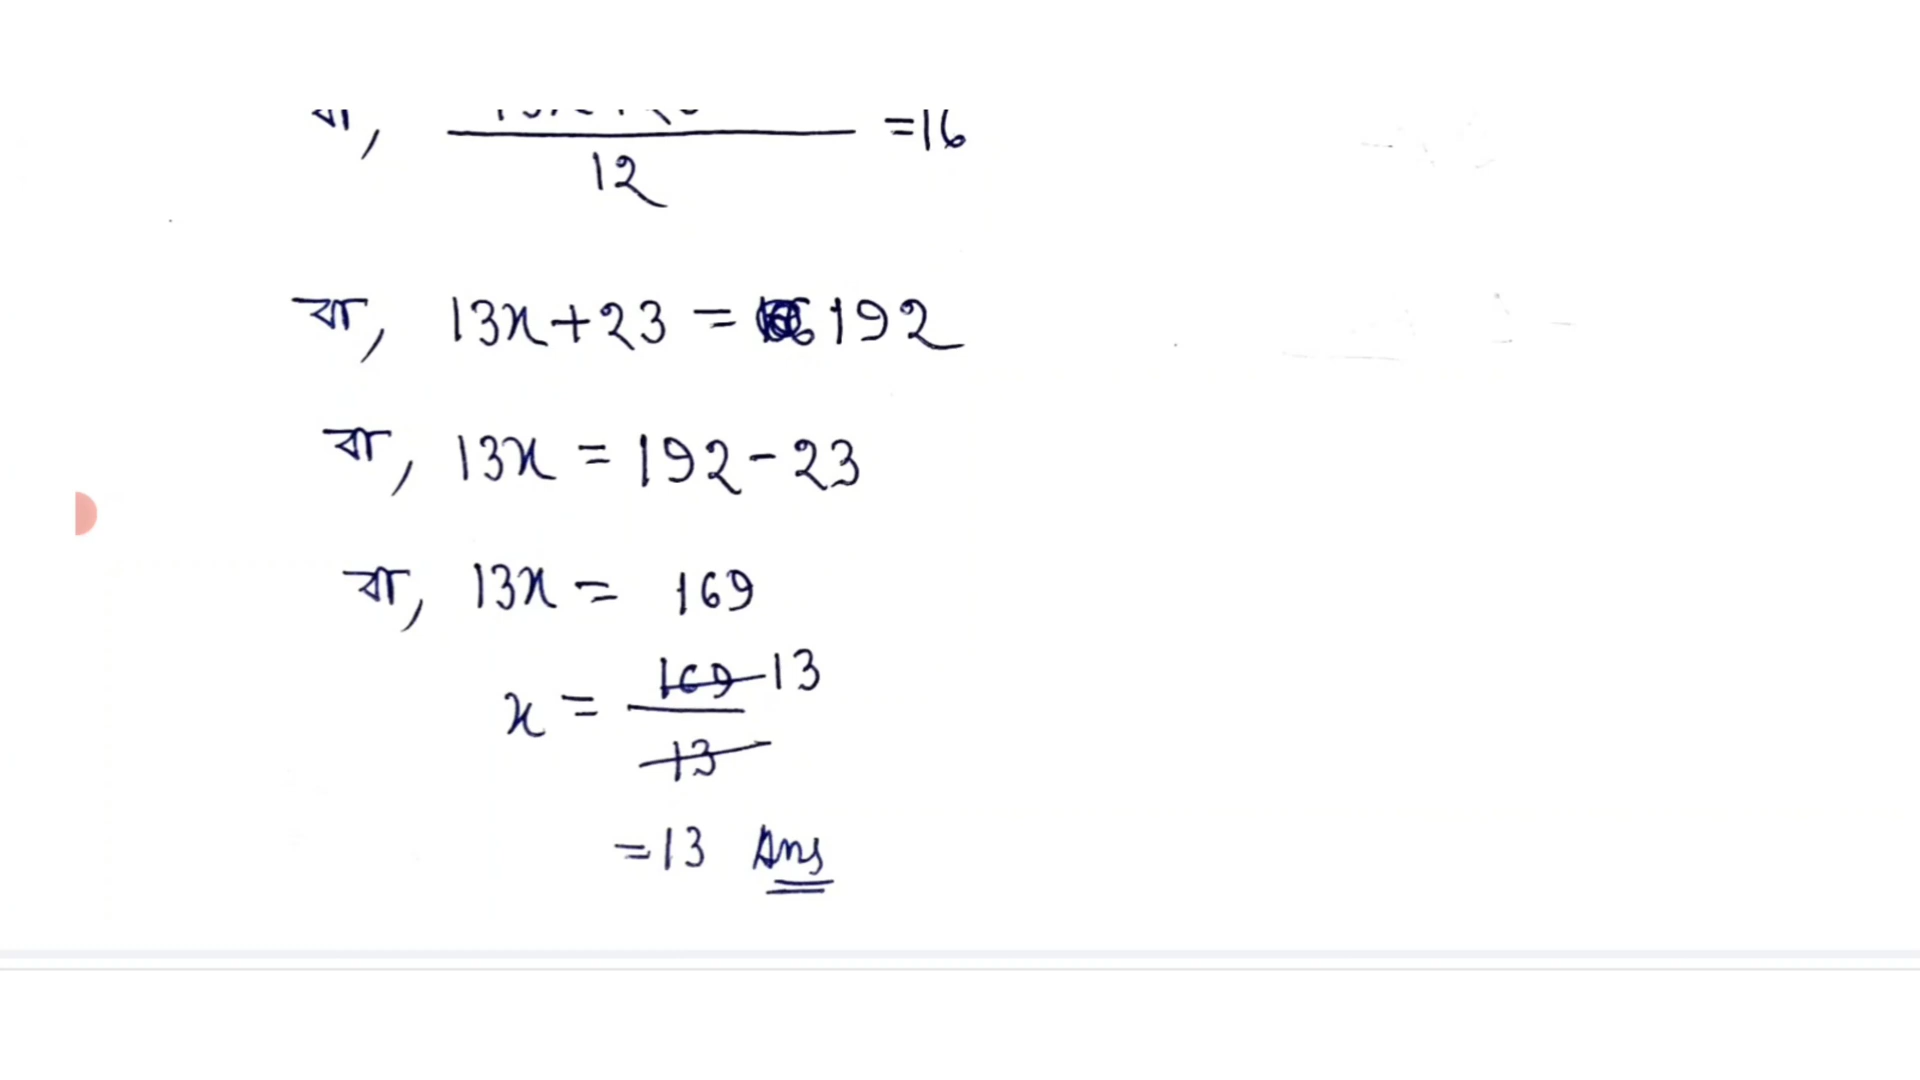 বা, ──── = 16
12
বা, 13x + 23 = 192
বা, 13x = 192 - 23
বা, 13x = 169
x = 169 13
13
= 13 Ans